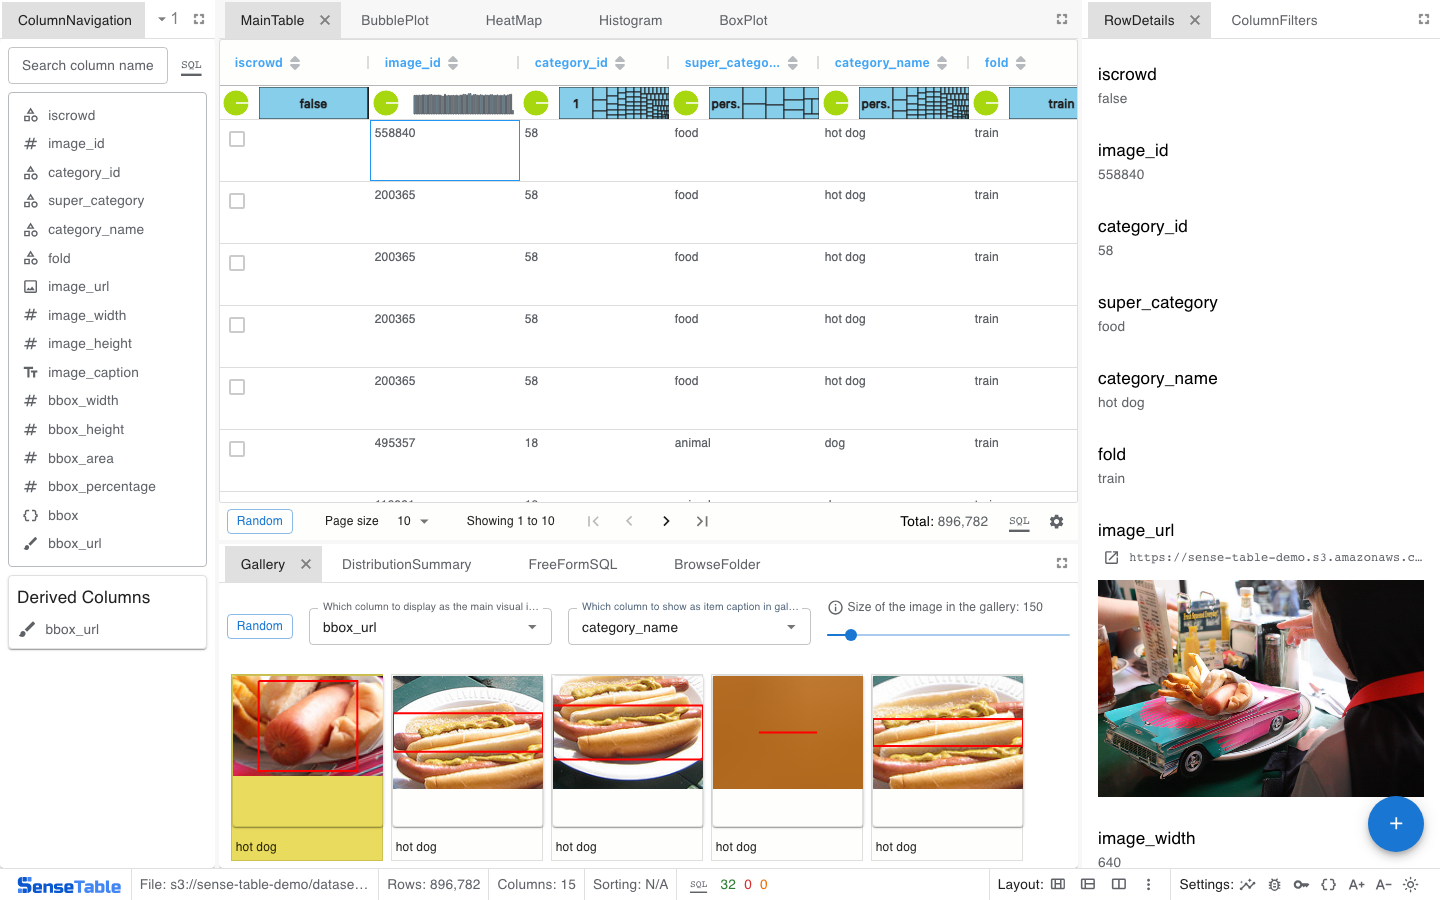 ColumnNavigation
1
MainTable
BubblePlot
HeatMap
Histogram
BoxPlot
RowDetails
ColumnFilters
Search column name
SQL
iscrowd
image_id
category_id
super_category
category_name
fold
image_url
image_width
image_height
image_caption
bbox_width
bbox_height
bbox_area
bbox_percentage
bbox
bbox_url
Derived Columns
bbox_url
iscrowd image_id category_id super_catego... category_name fold
false 1 pers. pers. train
558840 58 food hot dog train
200365 58 food hot dog train
200365 58 food hot dog train
200365 58 food hot dog train
200365 58 food hot dog train
495357 18 animal dog train
Random Page size 10 Showing 1 to 10 Total: 896,782 SQL
Gallery DistributionSummary FreeFormSQL BrowseFolder
Random
Which column to display as the main visual i...
bbox_url
Which column to show as item caption in gal...
category_name
Size of the image in the gallery: 150
hot dog hot dog hot dog hot dog hot dog
iscrowd
false
image_id
558840
category_id
58
super_category
food
category_name
hot dog
fold
train
image_url
https://sense-table-demo.s3.amazonaws.c...
image_width
640
SenseTable File: s3://sense-table-demo/datase... Rows: 896,782 Columns: 15 Sorting: N/A SQL 32 0 0 Layout: Settings: A+ A-